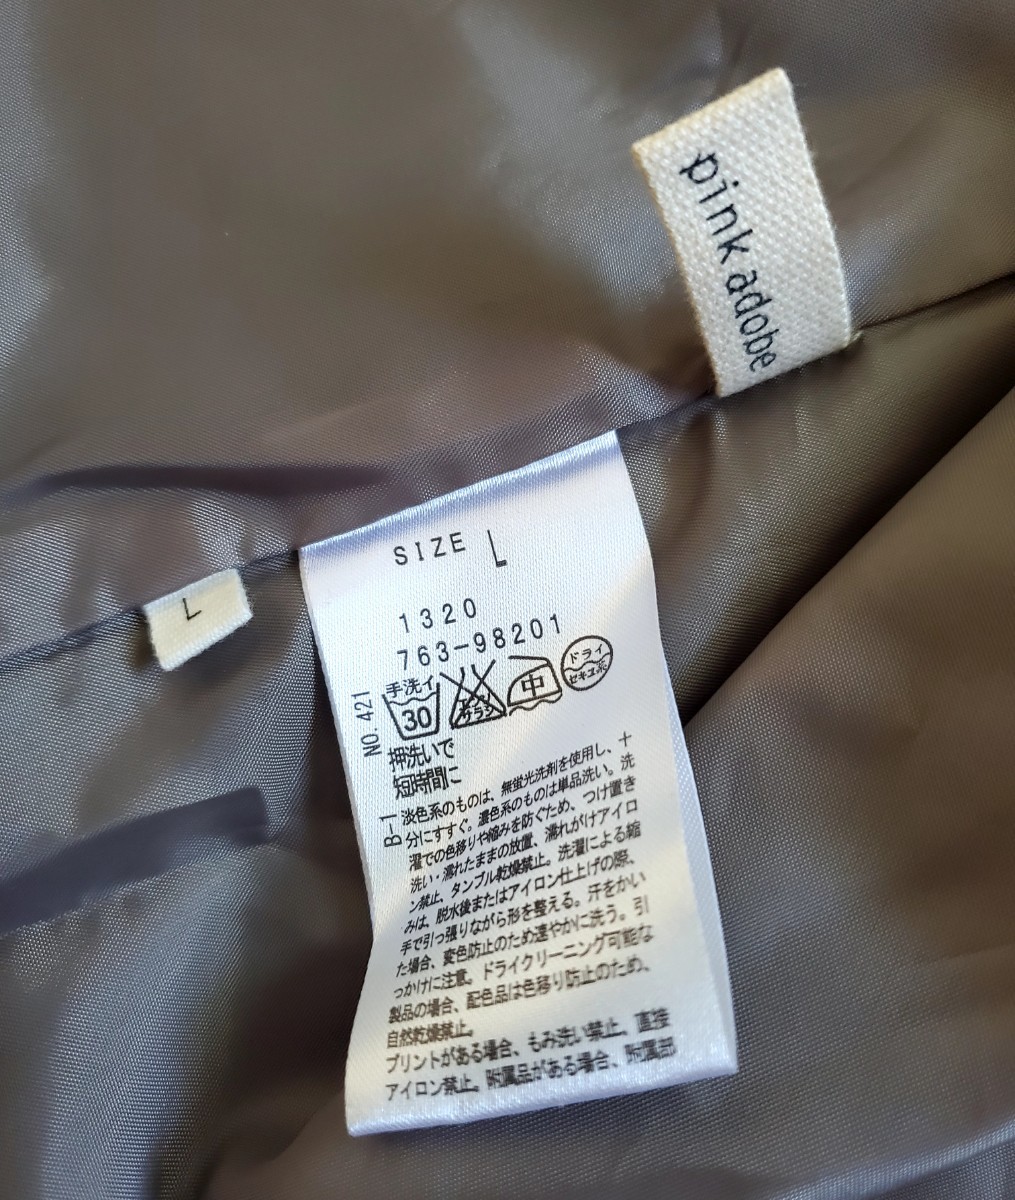 pink adobe
L
SIZE L
1320
763-98201
手洗イ
30
エンソ
サラシ
中
ドライ
セキユ系
NO.421
押洗いで
短時間に
B-1
淡色系のものは、無蛍光洗剤を使用し、十
分にすすぐ。濃色系のものは単品洗い。洗
濯での色移りや縮みを防ぐため、つけ置き
洗い・濡れたままの放置、濡れがけアイロ
ン禁止、タンブル乾燥禁止。洗濯による縮
みは、脱水後またはアイロン仕上げの際、
手で引っ張りながら形を整える。汗をかい
た場合、変色防止のため速やかに洗う。引
っかけに注意。ドライクリーニング可能な
製品の場合、配色品は色移り防止のため、
自然乾燥禁止。
プリントがある場合、もみ洗い禁止、直接
アイロン禁止。附属品がある場合、附属部